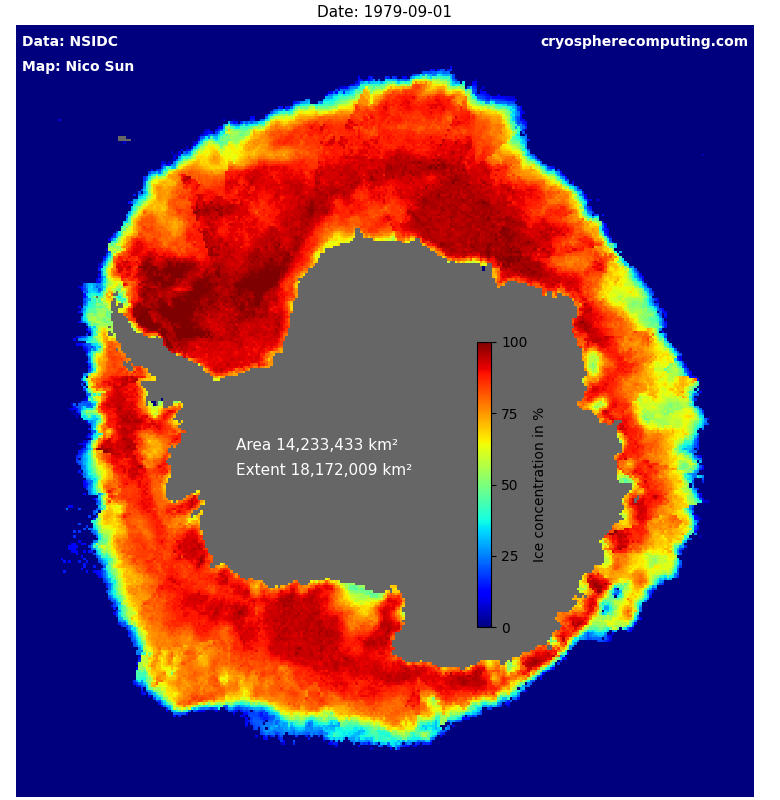 Date: 1979-09-01
Data: NSIDC
cryospherecomputing.com
Map: Nico Sun
100
75
50
25
0
Ice concentration in %
Area 14,233,433 km²
Extent 18,172,009 km²